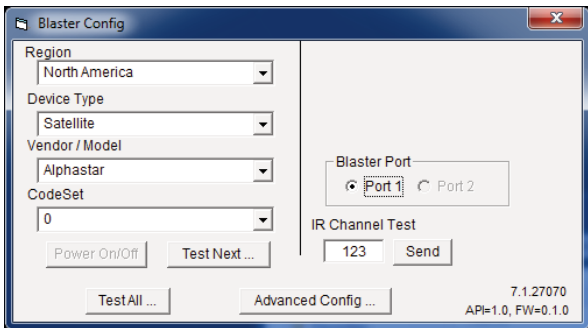 Blaster Config
Region
North America
Device Type
Satellite
Vendor / Model
Alphastar
CodeSet
0
Power On/Off
Test Next ...
Blaster Port
Port 1
Port 2
IR Channel Test
123
Send
Test All ...
Advanced Config ...
7.1.27070
API=1.0, FW=0.1.0